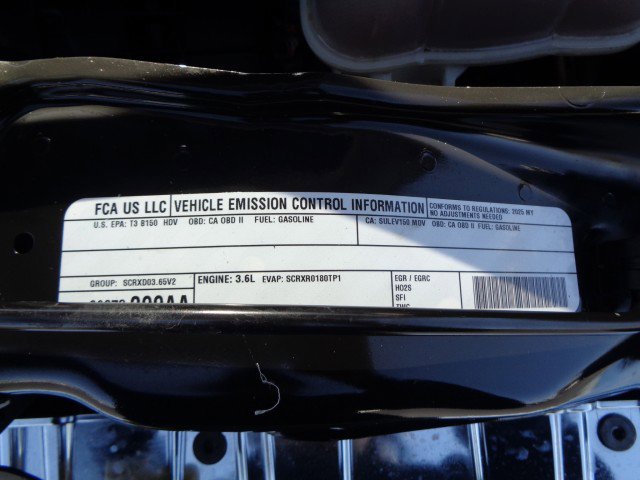 FCA US LLC VEHICLE EMISSION CONTROL INFORMATION CONFORMS TO REGULATIONS: 2025 MY
NO ADJUSTMENTS NEEDED
U.S. EPA: T3 B150 HDV OBD: CA OBD II FUEL: GASOLINE CA: SULEV150 MDV OBD: CA OBD II FUEL: GASOLINE
GROUP: SCRXD03.65V2 ENGINE: 3.6L EVAP: SCRXR0180TP1 EGR / EGRC
HO2S
SFI